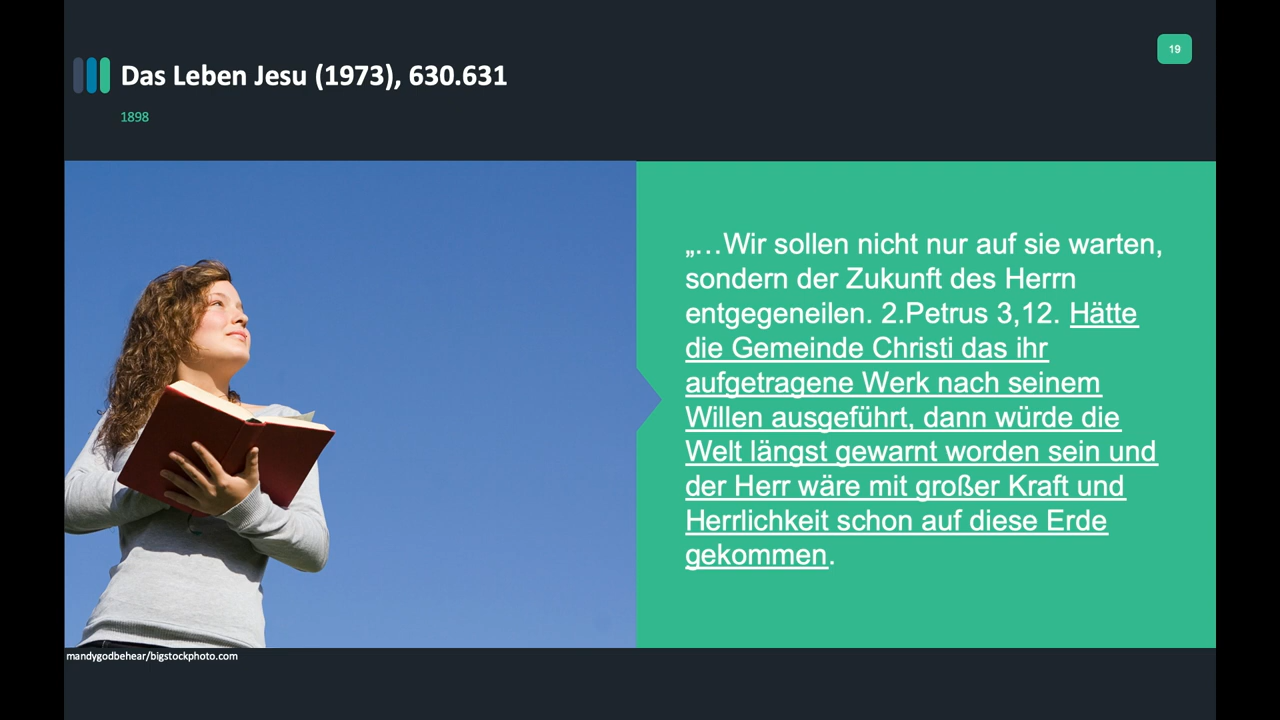 19
Das Leben Jesu (1973), 630.631
1898
„…Wir sollen nicht nur auf sie warten,
sondern der Zukunft des Herrn
entgegeneilen. 2.Petrus 3,12. Hätte
die Gemeinde Christi das ihr
aufgetragene Werk nach seinem
Willen ausgeführt, dann würde die
Welt längst gewarnt worden sein und
der Herr wäre mit großer Kraft und
Herrlichkeit schon auf diese Erde
gekommen.
mandygodbehear/bigstockphoto.com